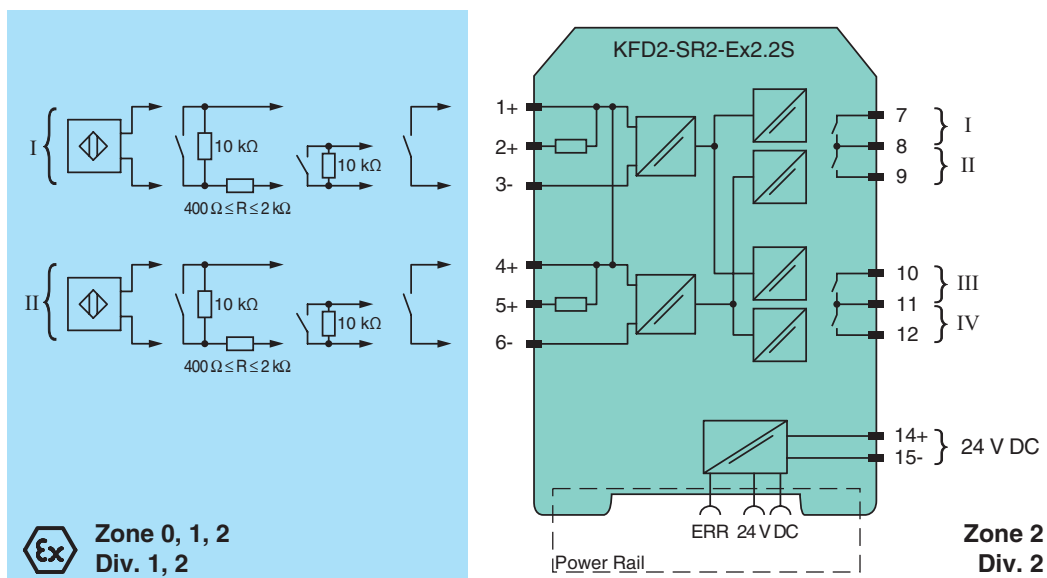 KFD2-SR2-Ex2.2S
I
10 kΩ
10 kΩ
400 Ω ≤ R ≤ 2 kΩ
II
10 kΩ
10 kΩ
400 Ω ≤ R ≤ 2 kΩ
1+
2+
3-
4+
5+
6-
7
8
9
I
II
10
11
12
III
IV
14+
15-
24 V DC
ERR 24 V DC
Power Rail
Ex
Zone 0, 1, 2
Div. 1, 2
Zone 2
Div. 2